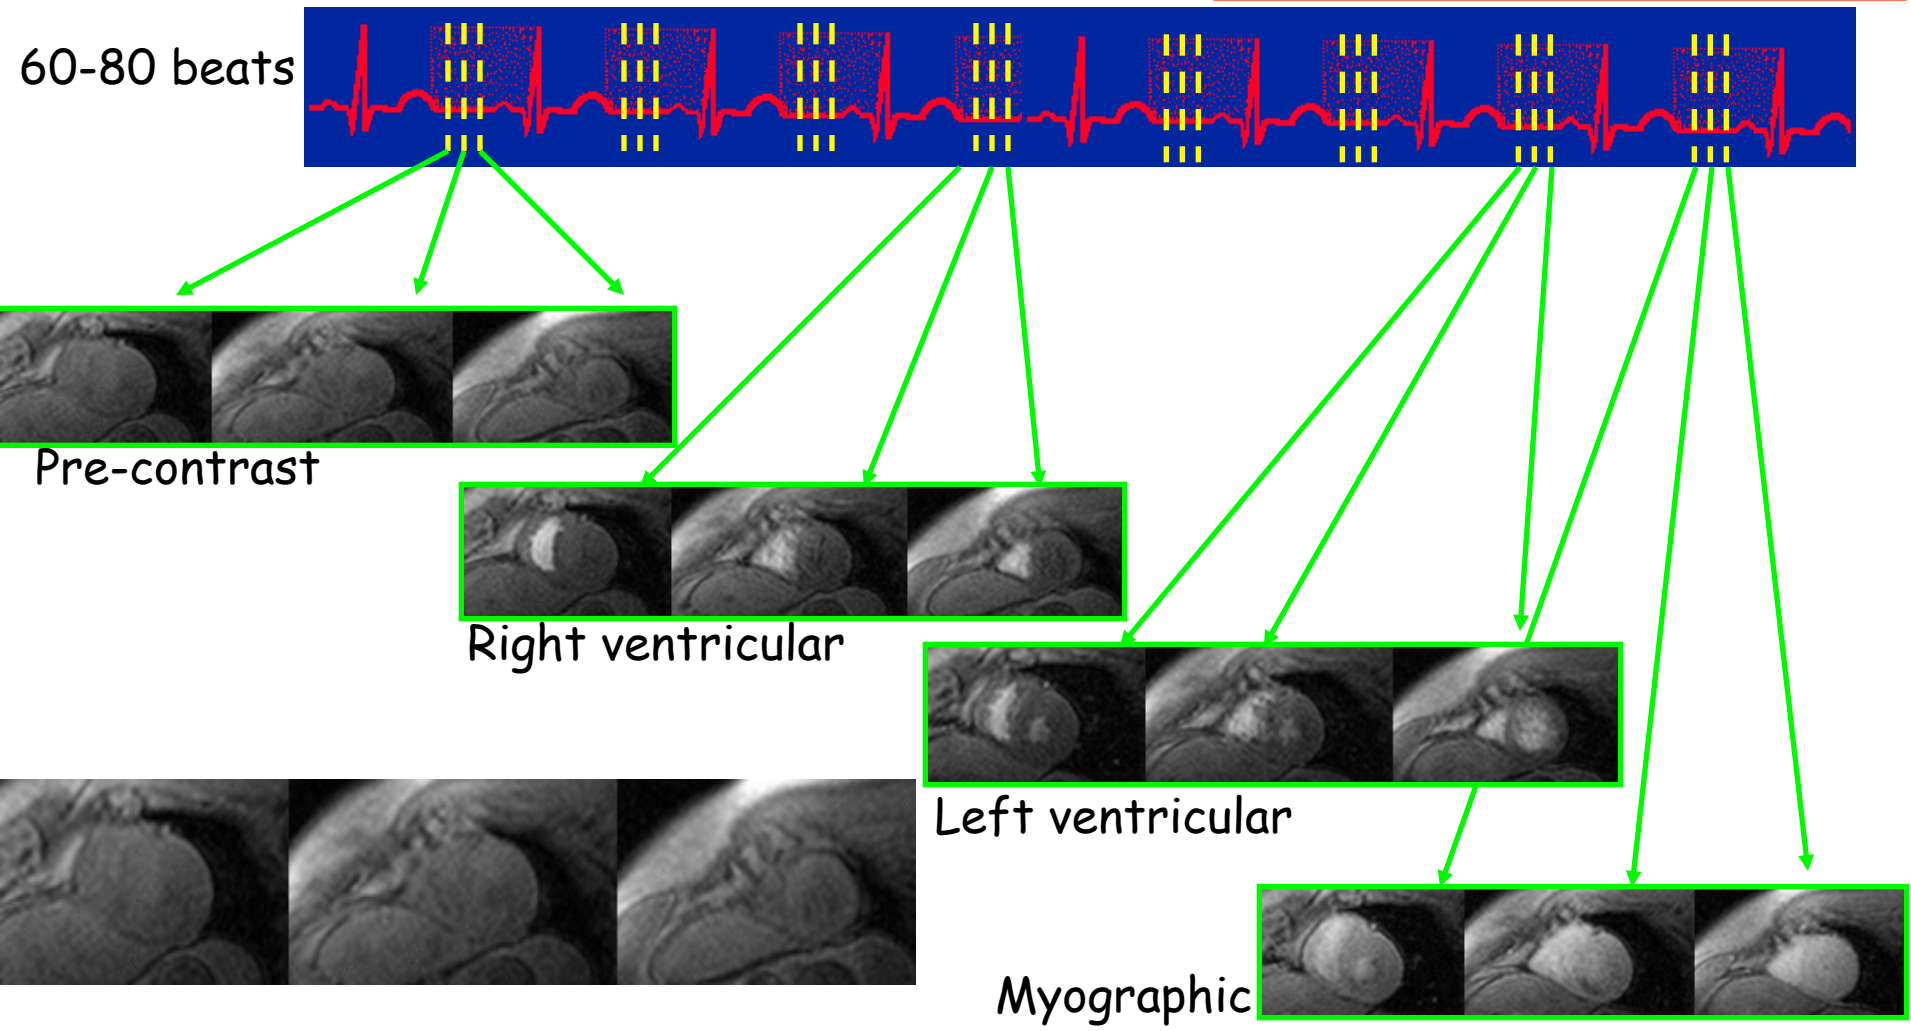 60-80 beats
Pre-contrast
Right ventricular
Left ventricular
Myographic